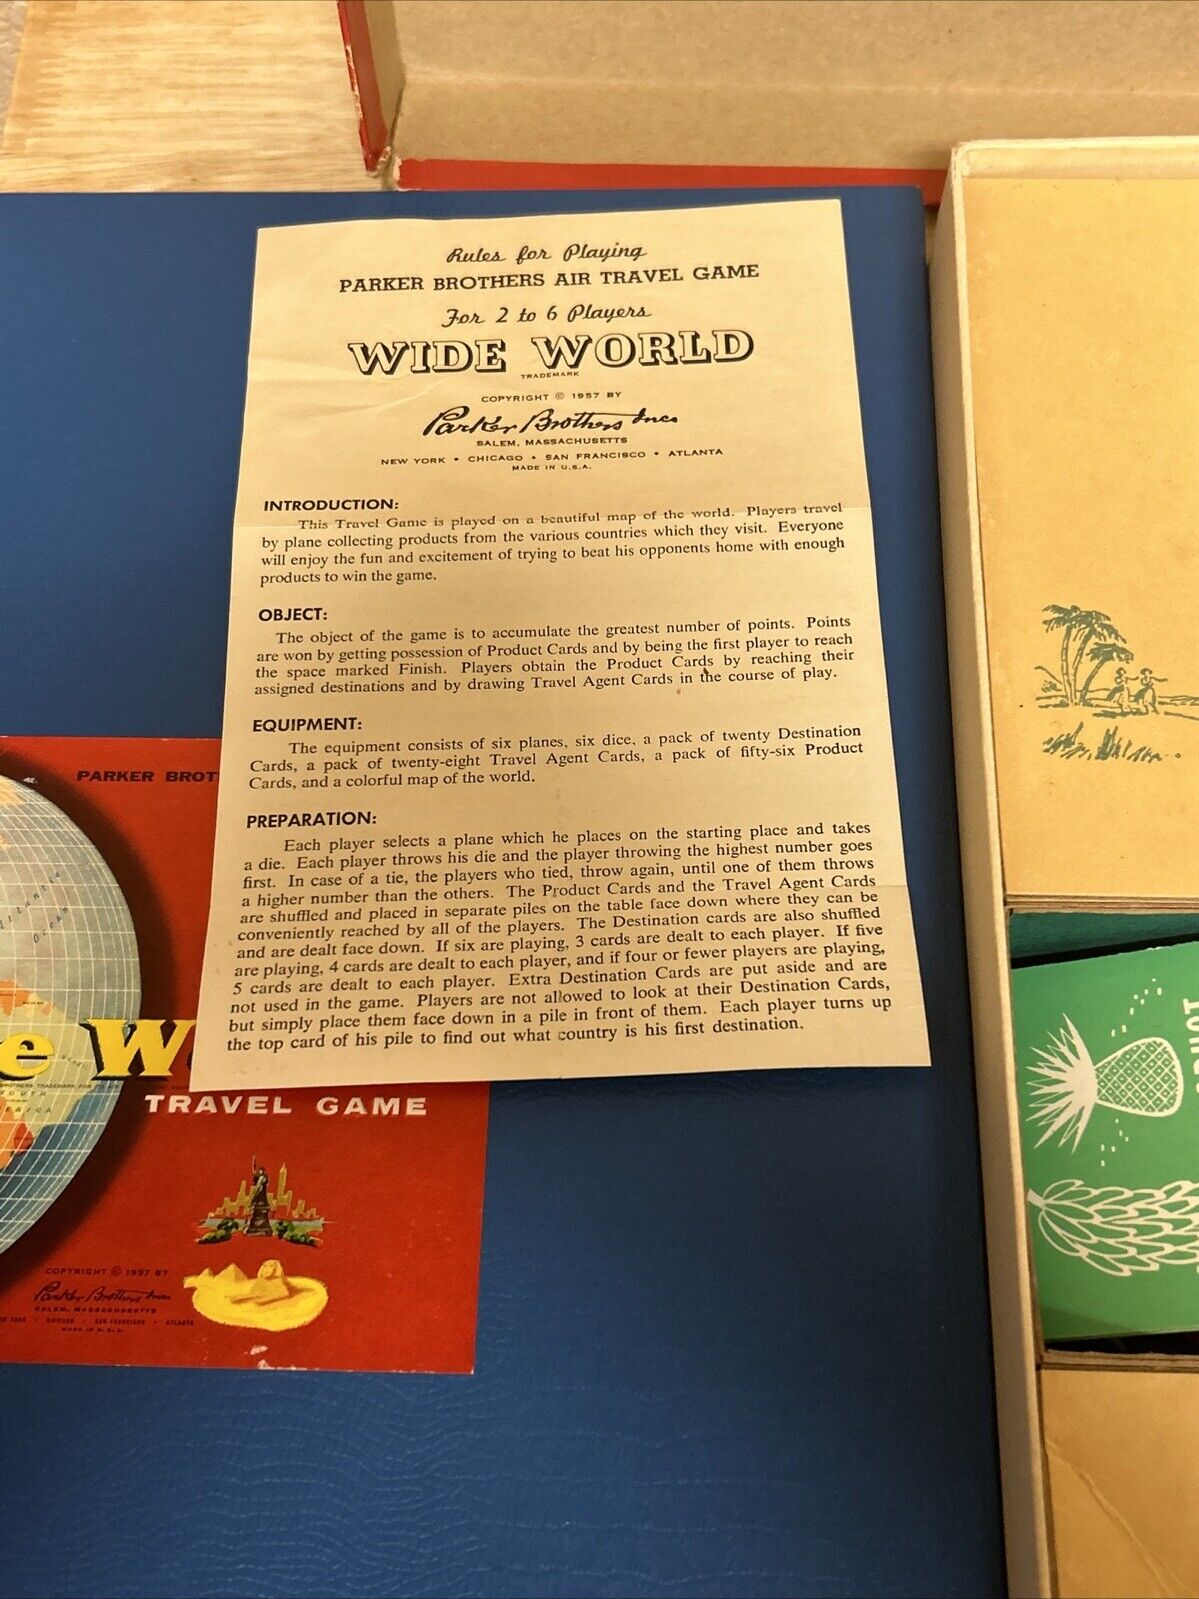 Rules for Playing
PARKER BROTHERS AIR TRAVEL GAME
For 2 to 6 Players
WIDE WORLD
TRADEMARK
COPYRIGHT © 1957 BY
Parker Brothers Inc
SALEM, MASSACHUSETTS
NEW YORK • CHICAGO • SAN FRANCISCO • ATLANTA
MADE IN U.S.A.
INTRODUCTION:
This Travel Game is played on a beautiful map of the world. Players travel
by plane collecting products from the various countries which they visit. Everyone
will enjoy the fun and excitement of trying to beat his opponents home with enough
products to win the game.
OBJECT:
The object of the game is to accumulate the greatest number of points. Points
are won by getting possession of Product Cards and by being the first player to reach
the space marked Finish. Players obtain the Product Cards by reaching their
assigned destinations and by drawing Travel Agent Cards in the course of play.
EQUIPMENT:
The equipment consists of six planes, six dice, a pack of twenty Destination
Cards, a pack of twenty-eight Travel Agent Cards, a pack of fifty-six Product
Cards, and a colorful map of the world.
PREPARATION:
Each player selects a plane which he places on the starting place and takes
a die. Each player throws his die and the player throwing the highest number goes
first. In case of a tie, the players who tied, throw again, until one of them throws
a higher number than the others. The Product Cards and the Travel Agent Cards
are shuffled and placed in separate piles on the table face down where they can be
conveniently reached by all of the players. The Destination cards are also shuffled
and are dealt face down. If six are playing, 3 cards are dealt to each player. If five
are playing, 4 cards are dealt to each player, and if four or fewer players are playing,
5 cards are dealt to each player. Extra Destination Cards are put aside and are
not used in the game. Players are not allowed to look at their Destination Cards,
but simply place them face down in a pile in front of them. Each player turns up
the top card of his pile to find out what country is his first destination.
PARKER BROT
Atlantic
Ocean
e W
BROTHERS TRADEMARK FOR
SOUTH
TRAVEL GAME
COPYRIGHT © 1957 BY
Parker Brothers Inc
SALEM, MASSACHUSETTS
YORK • CHICAGO • SAN FRANCISCO • ATLANTA
MADE IN U.S.A.